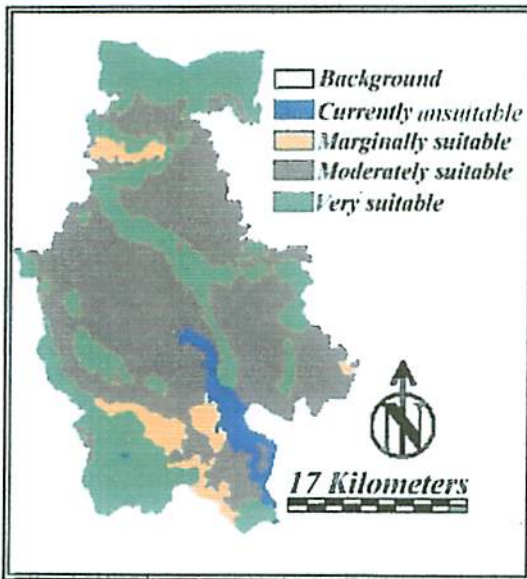 Background
Currently unsuitable
Marginally suitable
Moderately suitable
Very suitable
N
17 Kilometers